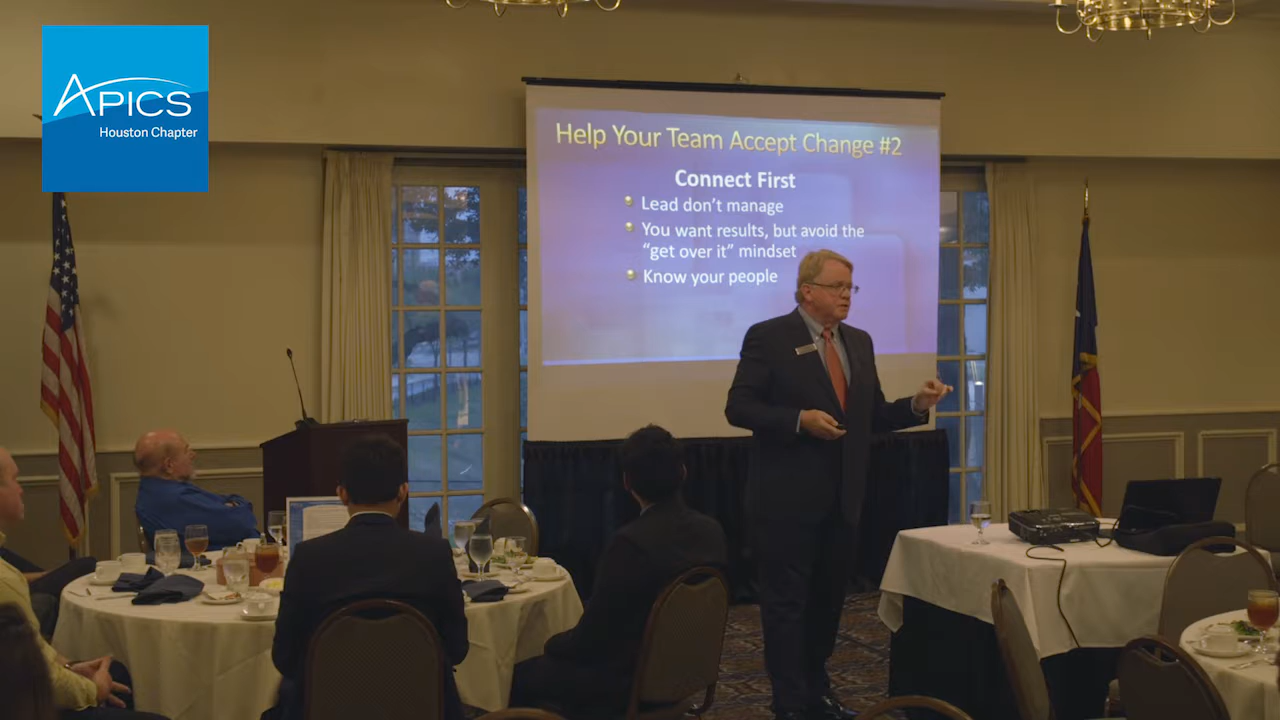 APICS
Houston Chapter
Help Your Team Accept Change #2
Connect First
Lead don't manage
You want results, but avoid the
"get over it" mindset
Know your people